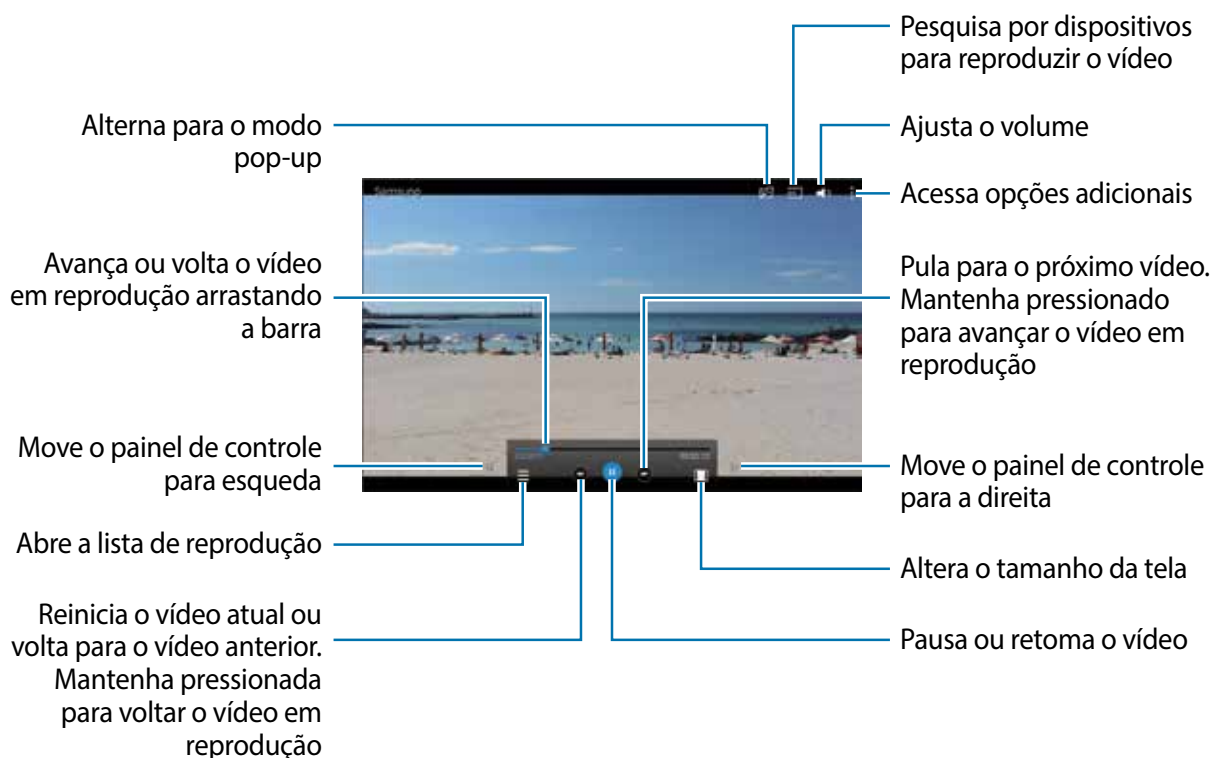 Pesquisa por dispositivos
para reproduzir o vídeo
Alterna para o modo
pop-up
Ajusta o volume
Samsung
Acessa opções adicionais
Avança ou volta o vídeo
em reprodução arrastando
a barra
Pula para o próximo vídeo.
Mantenha pressionado
para avançar o vídeo em
reprodução
Move o painel de controle
para esqueda
Move o painel de controle
para a direita
Abre a lista de reprodução
Altera o tamanho da tela
Reinicia o vídeo atual ou
volta para o vídeo anterior.
Mantenha pressionada
para voltar o vídeo em
reprodução
Pausa ou retoma o vídeo